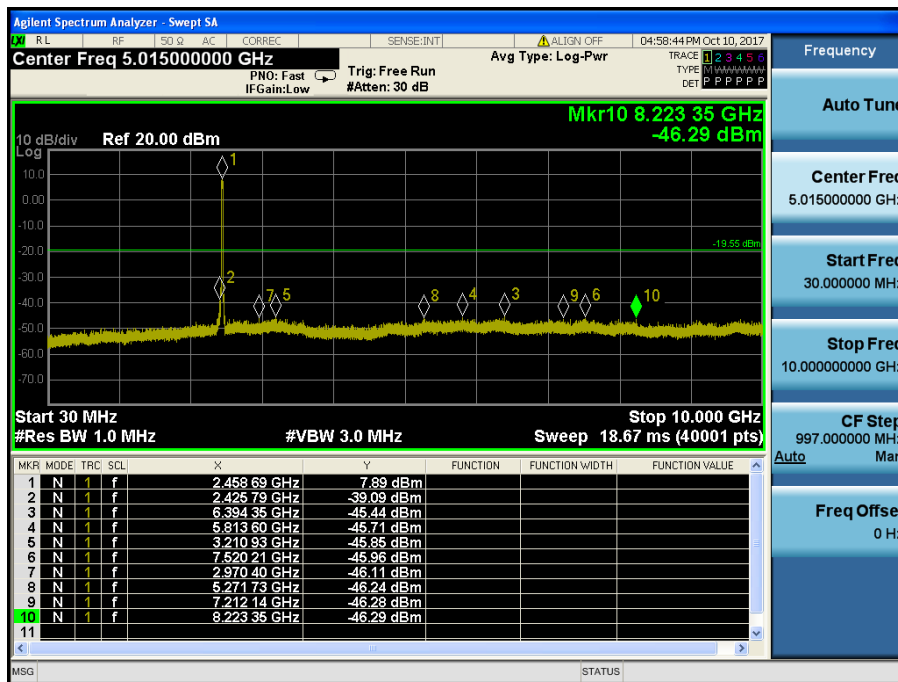 Agilent Spectrum Analyzer - Swept SA
LXI RL RF 50 Ω AC CORREC SENSE:INT ALIGN OFF 04:58:44 PM Oct 10, 2017
Center Freq 5.015000000 GHz
PNO: Fast
IFGain:Low
Trig: Free Run
#Atten: 30 dB
Avg Type: Log-Pwr
TRACE 1 2 3 4 5 6
TYPE M W W W W W
DET P P P P P P
Mkr10 8.223 35 GHz
-46.29 dBm
10 dB/div Ref 20.00 dBm
Log
10.0
0.00
-10.0
-20.0
-30.0
-40.0
-50.0
-60.0
-70.0
-19.55 dBm
1
2
7 5 8 4 3 9 6 10
Start 30 MHz Stop 10.000 GHz
#Res BW 1.0 MHz #VBW 3.0 MHz Sweep 18.67 ms (40001 pts)
MKR MODE TRC SCL X Y FUNCTION FUNCTION WIDTH FUNCTION VALUE
1 N 1 f 2.458 69 GHz 7.89 dBm
2 N 1 f 2.425 79 GHz -39.09 dBm
3 N 1 f 6.394 35 GHz -45.44 dBm
4 N 1 f 5.813 60 GHz -45.71 dBm
5 N 1 f 3.210 93 GHz -45.85 dBm
6 N 1 f 7.520 21 GHz -45.96 dBm
7 N 1 f 2.970 40 GHz -46.11 dBm
8 N 1 f 5.271 73 GHz -46.24 dBm
9 N 1 f 7.212 14 GHz -46.28 dBm
10 N 1 f 8.223 35 GHz -46.29 dBm
11
MSG STATUS
Frequency
Auto Tun
Center Fre
5.015000000 GH
Start Fre
30.000000 MH
Stop Fre
10.000000000 GH
CF Step
997.000000 MH
Auto Man
Freq Offse
0 H